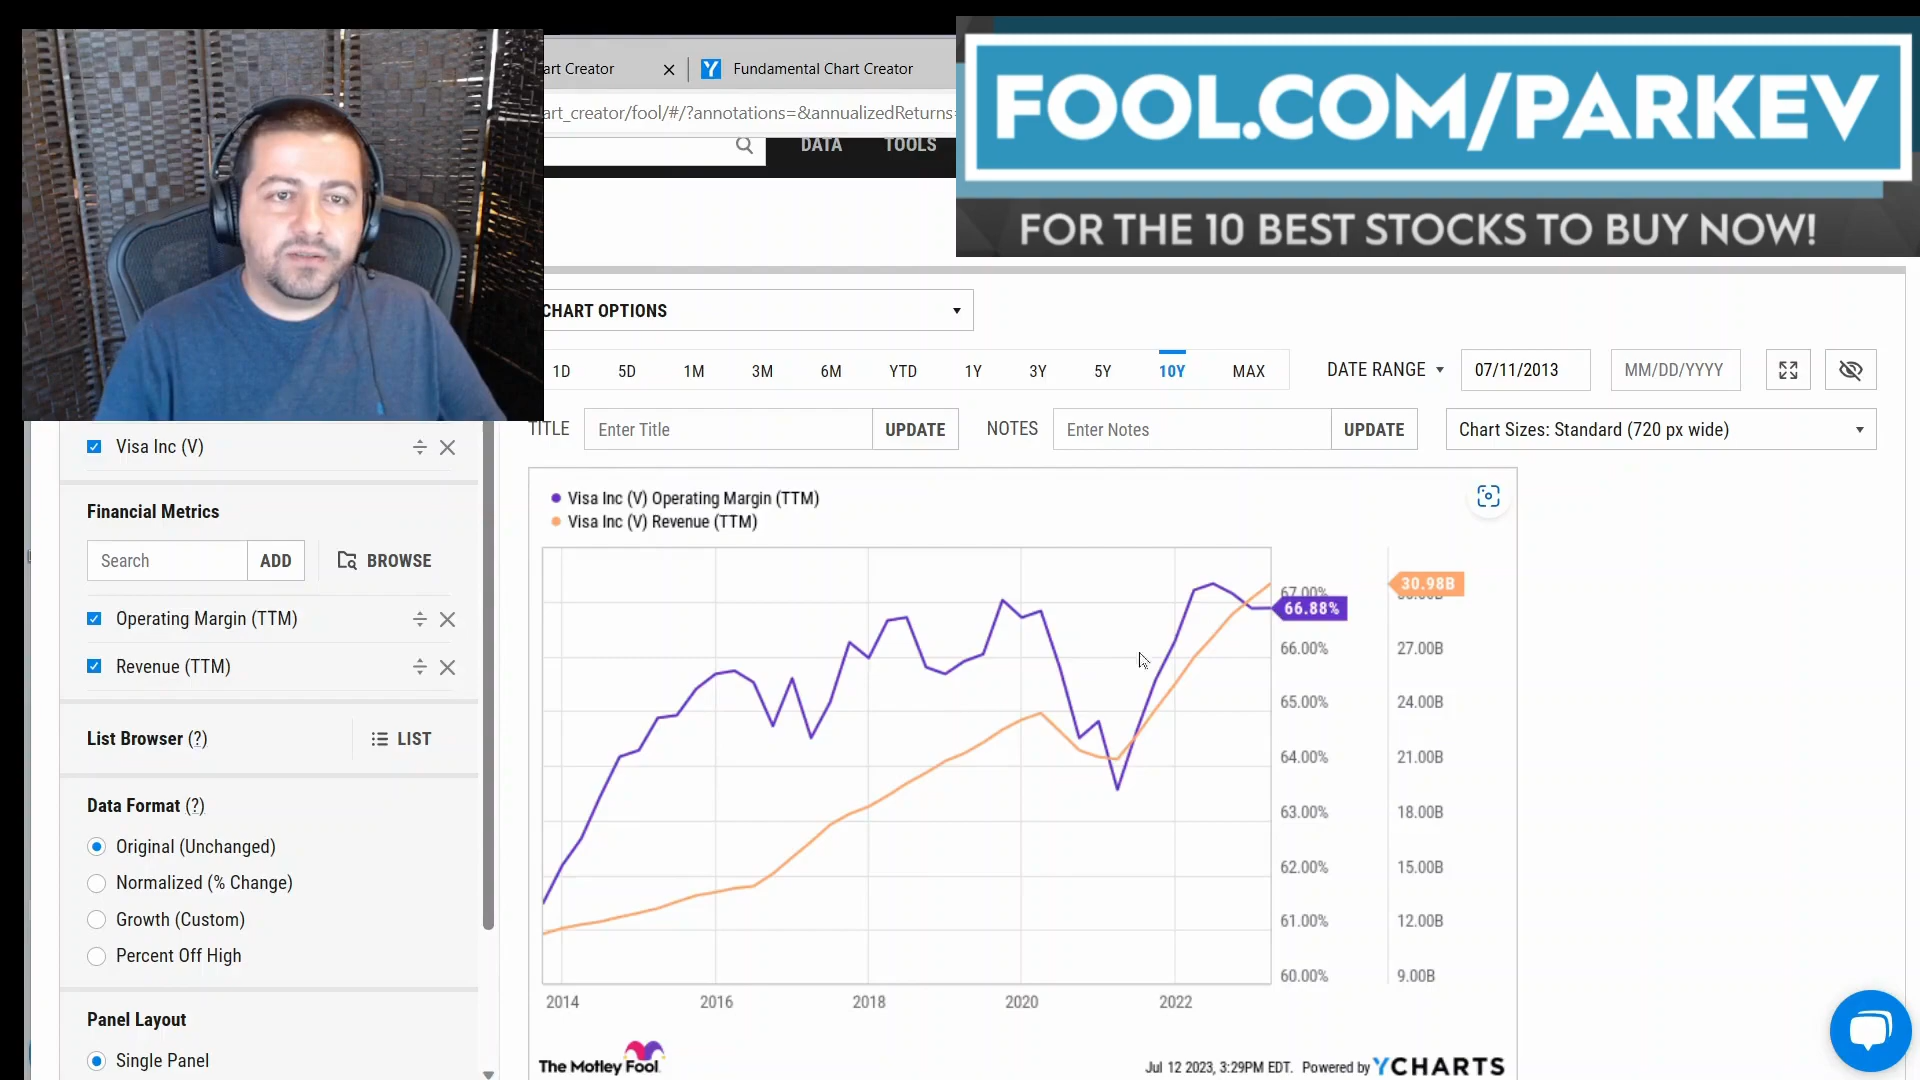 art Creator
Fundamental Chart Creator
art_creator/fool/#/?annotations=&annualizedReturns=
DATA
TOOLS
FOOL.COM/PARKEV
FOR THE 10 BEST STOCKS TO BUY NOW!
CHART OPTIONS
1D 5D 1M 3M 6M YTD 1Y 3Y 5Y 10Y MAX
DATE RANGE
07/11/2013
MM/DD/YYYY
TITLE
Enter Title
UPDATE
NOTES
Enter Notes
UPDATE
Chart Sizes: Standard (720 px wide)
Visa Inc (V)
Financial Metrics
Search
ADD
BROWSE
Operating Margin (TTM)
Revenue (TTM)
List Browser (?)
LIST
Data Format (?)
Original (Unchanged)
Normalized (% Change)
Growth (Custom)
Percent Off High
Panel Layout
Single Panel
Visa Inc (V) Operating Margin (TTM)
Visa Inc (V) Revenue (TTM)
67.00%
30.98B
66.88%
66.00% 27.00B
65.00% 24.00B
64.00% 21.00B
63.00% 18.00B
62.00% 15.00B
61.00% 12.00B
60.00% 9.00B
2014 2016 2018 2020 2022
The Motley Fool
Jul 12 2023, 3:29PM EDT. Powered by YCHARTS